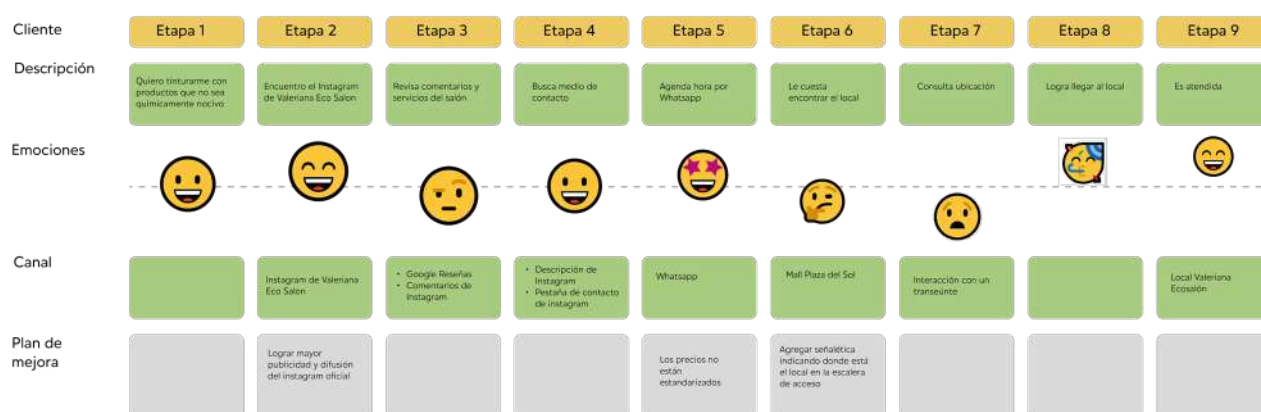 Cliente
Etapa 1
Etapa 2
Etapa 3
Etapa 4
Etapa 5
Etapa 6
Etapa 7
Etapa 8
Etapa 9
Descripción
Quiero tinturarme con
productos que no sea
químicamente nocivo
Encuentro el Instagram
de Valeriana Eco Salon
Revisa comentarios y
servicios del salón
Busca medio de
contacto
Agenda hora por
Whatsapp
Le cuesta
encontrar el local
Consulta ubicación
Logra llegar al local
Es atendida
Emociones
Canal
Instagram de Valeriana
Eco Salon
• Google Reseñas
• Comentarios de
Instagram
• Descripción de
Instagram
• Pestaña de contacto
de instagram
Whatsapp
Mall Plaza del Sol
Interacción con un
transeúnte
Local Valeriana
Ecosalón
Plan de
mejora
Lograr mayor
publicidad y difusión
del instagram oficial
Los precios no
están
estandarizados
Agregar señalética
indicando donde está
el local en la escalera
de acceso